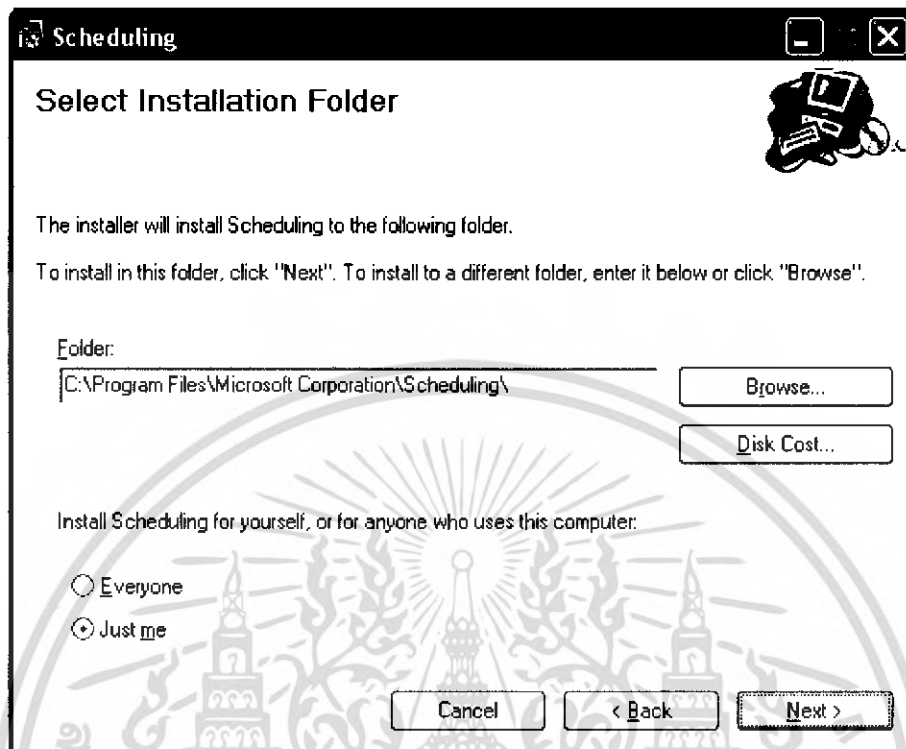 Scheduling
Select Installation Folder
The installer will install Scheduling to the following folder.
To install in this folder, click "Next". To install to a different folder, enter it below or click "Browse".
Folder:
C:\Program Files\Microsoft Corporation\Scheduling\
Browse...
Disk Cost...
Install Scheduling for yourself, or for anyone who uses this computer:
Everyone
Just me
Cancel
< Back
Next >